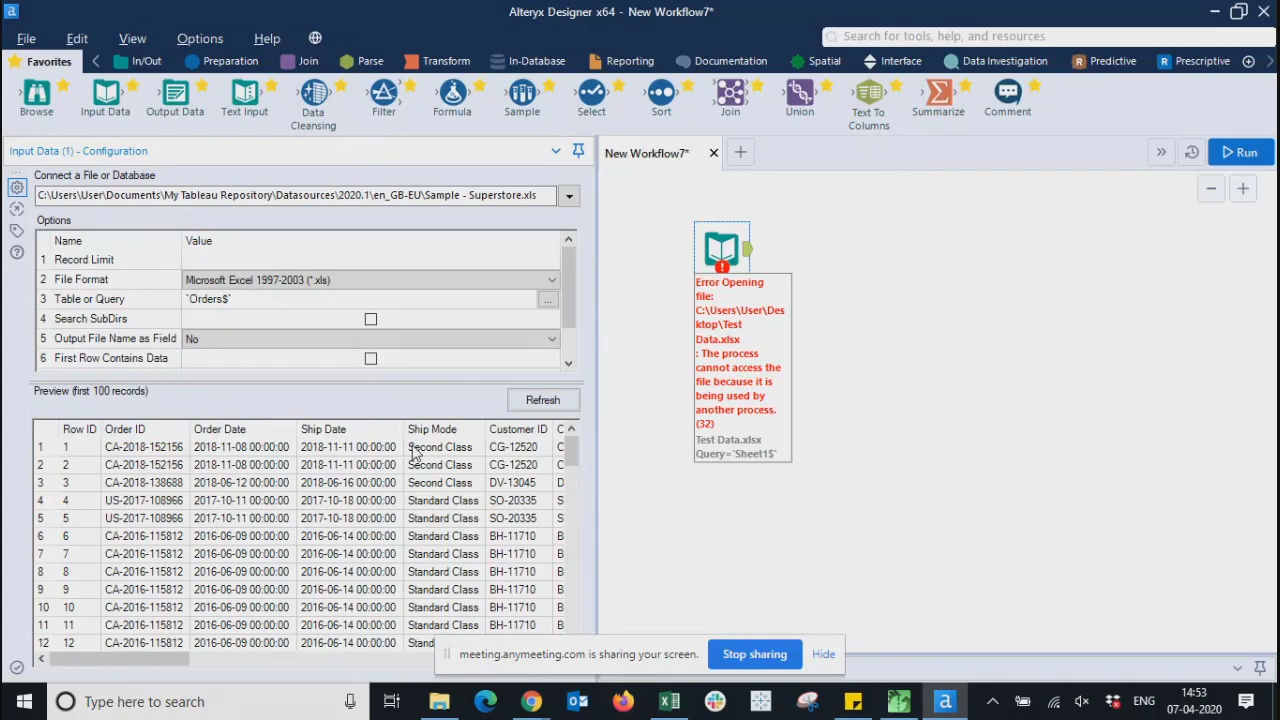 Alteryx Designer x64 - New Workflow7*
File Edit View Options Help
Search for tools, help, and resources
Favorites In/Out Preparation Join Parse Transform In-Database Reporting Documentation Spatial Interface Data Investigation Predictive Prescriptive
Browse Input Data Output Data Text Input Data Cleansing Filter Formula Sample Select Sort Join Union Text To Columns Summarize Comment
Input Data (1) - Configuration
New Workflow7*
Run
Connect a File or Database
C:\Users\User\Documents\My Tableau Repository\Datasources\2020.1\en_GB-EU\Sample - Superstore.xls
Options
Name Value
1 Record Limit
2 File Format Microsoft Excel 1997-2003 (*.xls)
3 Table or Query `Orders$` ...
4 Search SubDirs
5 Output File Name as Field No
6 First Row Contains Data
Error Opening
file:
C:\Users\User\Des
ktop\Test
Data.xlsx
: The process
cannot access the
file because it is
being used by
another process.
(32)
Test Data.xlsx
Query=`Sheet1$`
Preview (first 100 records)
Refresh
Row ID Order ID Order Date Ship Date Ship Mode Customer ID C
1 1 CA-2018-152156 2018-11-08 00:00:00 2018-11-11 00:00:00 Second Class CG-12520 C
2 2 CA-2018-152156 2018-11-08 00:00:00 2018-11-11 00:00:00 Second Class CG-12520 C
3 3 CA-2018-138688 2018-06-12 00:00:00 2018-06-16 00:00:00 Second Class DV-13045 D
4 4 US-2017-108966 2017-10-11 00:00:00 2017-10-18 00:00:00 Standard Class SO-20335 S
5 5 US-2017-108966 2017-10-11 00:00:00 2017-10-18 00:00:00 Standard Class SO-20335 S
6 6 CA-2016-115812 2016-06-09 00:00:00 2016-06-14 00:00:00 Standard Class BH-11710 B
7 7 CA-2016-115812 2016-06-09 00:00:00 2016-06-14 00:00:00 Standard Class BH-11710 B
8 8 CA-2016-115812 2016-06-09 00:00:00 2016-06-14 00:00:00 Standard Class BH-11710 B
9 9 CA-2016-115812 2016-06-09 00:00:00 2016-06-14 00:00:00 Standard Class BH-11710 B
10 10 CA-2016-115812 2016-06-09 00:00:00 2016-06-14 00:00:00 Standard Class BH-11710 B
11 11 CA-2016-115812 2016-06-09 00:00:00 2016-06-14 00:00:00 Standard Class BH-11710 B
12 12 CA-2016-115812 2016-06-09 00:00:00 2016-06-14 00:00:00 Stand
meeting.anymeeting.com is sharing your screen. Stop sharing Hide
Type here to search
ENG
14:53
07-04-2020